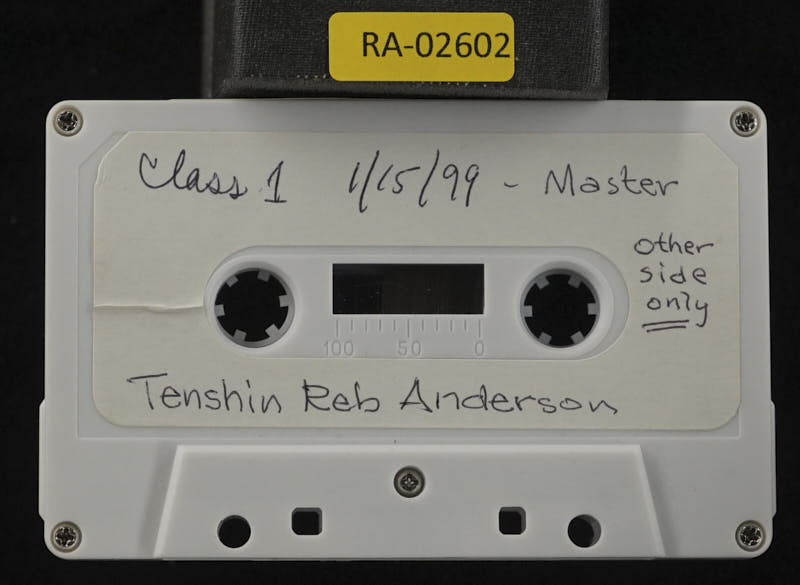 RA-02602
Class 1 1/15/99 - Master
other
side
only
100 50 0
Tenshin Reb Anderson